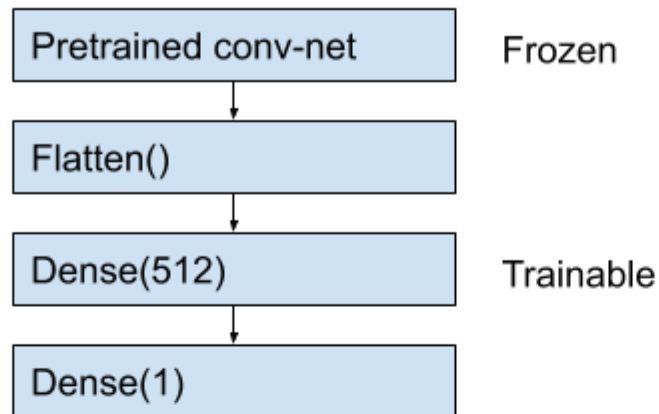 Pretrained conv-net
Frozen
Flatten()
Dense(512)
Trainable
Dense(1)